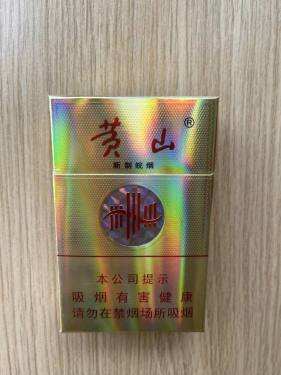 黄山®
新制皖烟
本公司提示
吸烟有害健康
请勿在禁烟场所吸烟